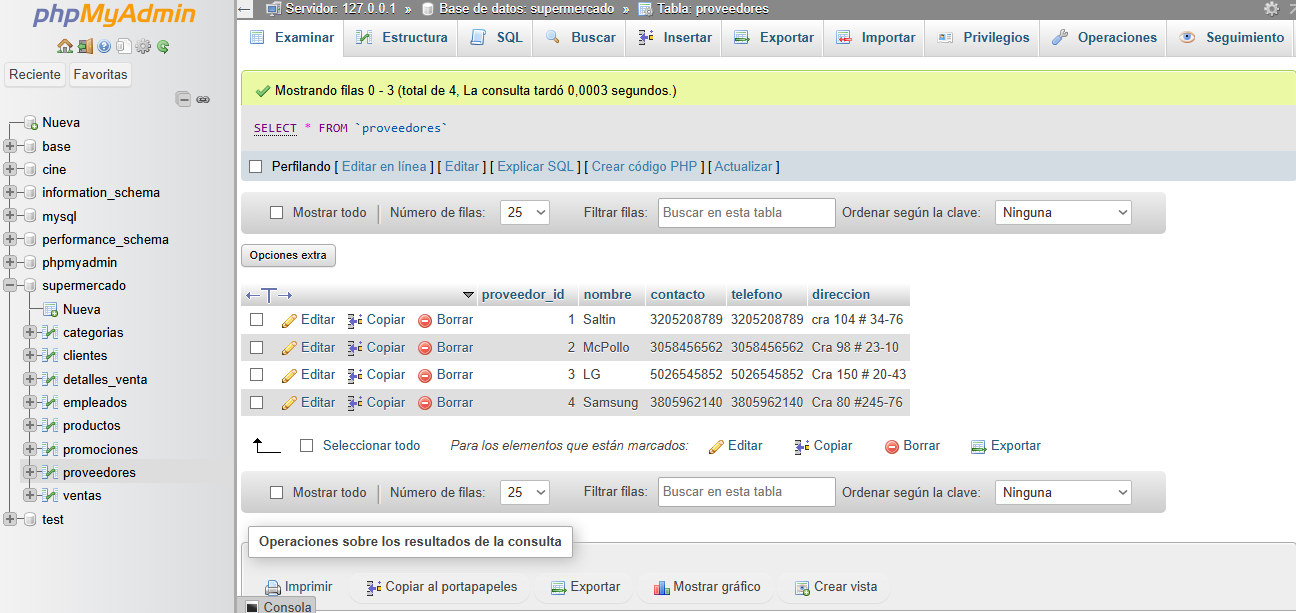 phpMyAdmin
Reciente Favoritas
Nueva
base
cine
information_schema
mysql
performance_schema
phpmyadmin
supermercado
Nueva
categorias
clientes
detalles_venta
empleados
productos
promociones
proveedores
ventas
test
Servidor: 127.0.0.1 » Base de datos: supermercado » Tabla: proveedores
Examinar Estructura SQL Buscar Insertar Exportar Importar Privilegios Operaciones Seguimiento
Mostrando filas 0 - 3 (total de 4, La consulta tardó 0,0003 segundos.)
SELECT * FROM `proveedores`
Perfilando [ Editar en línea ] [ Editar ] [ Explicar SQL ] [ Crear código PHP ] [ Actualizar ]
Mostrar todo Número de filas: 25 Filtrar filas: Buscar en esta tabla Ordenar según la clave: Ninguna
Opciones extra
←T→ proveedor_id nombre contacto telefono direccion
Editar Copiar Borrar 1 Saltin 3205208789 3205208789 cra 104 # 34-76
Editar Copiar Borrar 2 McPollo 3058456562 3058456562 Cra 98 # 23-10
Editar Copiar Borrar 3 LG 5026545852 5026545852 Cra 150 # 20-43
Editar Copiar Borrar 4 Samsung 3805962140 3805962140 Cra 80 #245-76
Seleccionar todo Para los elementos que están marcados: Editar Copiar Borrar Exportar
Mostrar todo Número de filas: 25 Filtrar filas: Buscar en esta tabla Ordenar según la clave: Ninguna
Operaciones sobre los resultados de la consulta
Imprimir Copiar al portapapeles Exportar Mostrar gráfico Crear vista
Consola